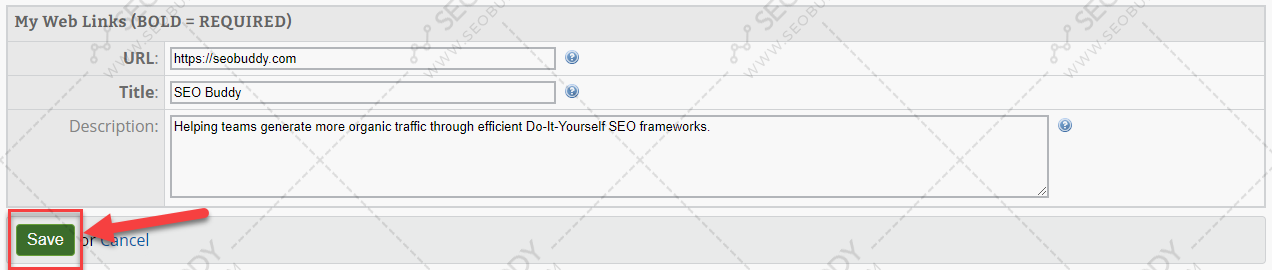 My Web Links (BOLD = REQUIRED)
URL: https://seobuddy.com
Title: SEO Buddy
Description: Helping teams generate more organic traffic through efficient Do-It-Yourself SEO frameworks.
Save or Cancel